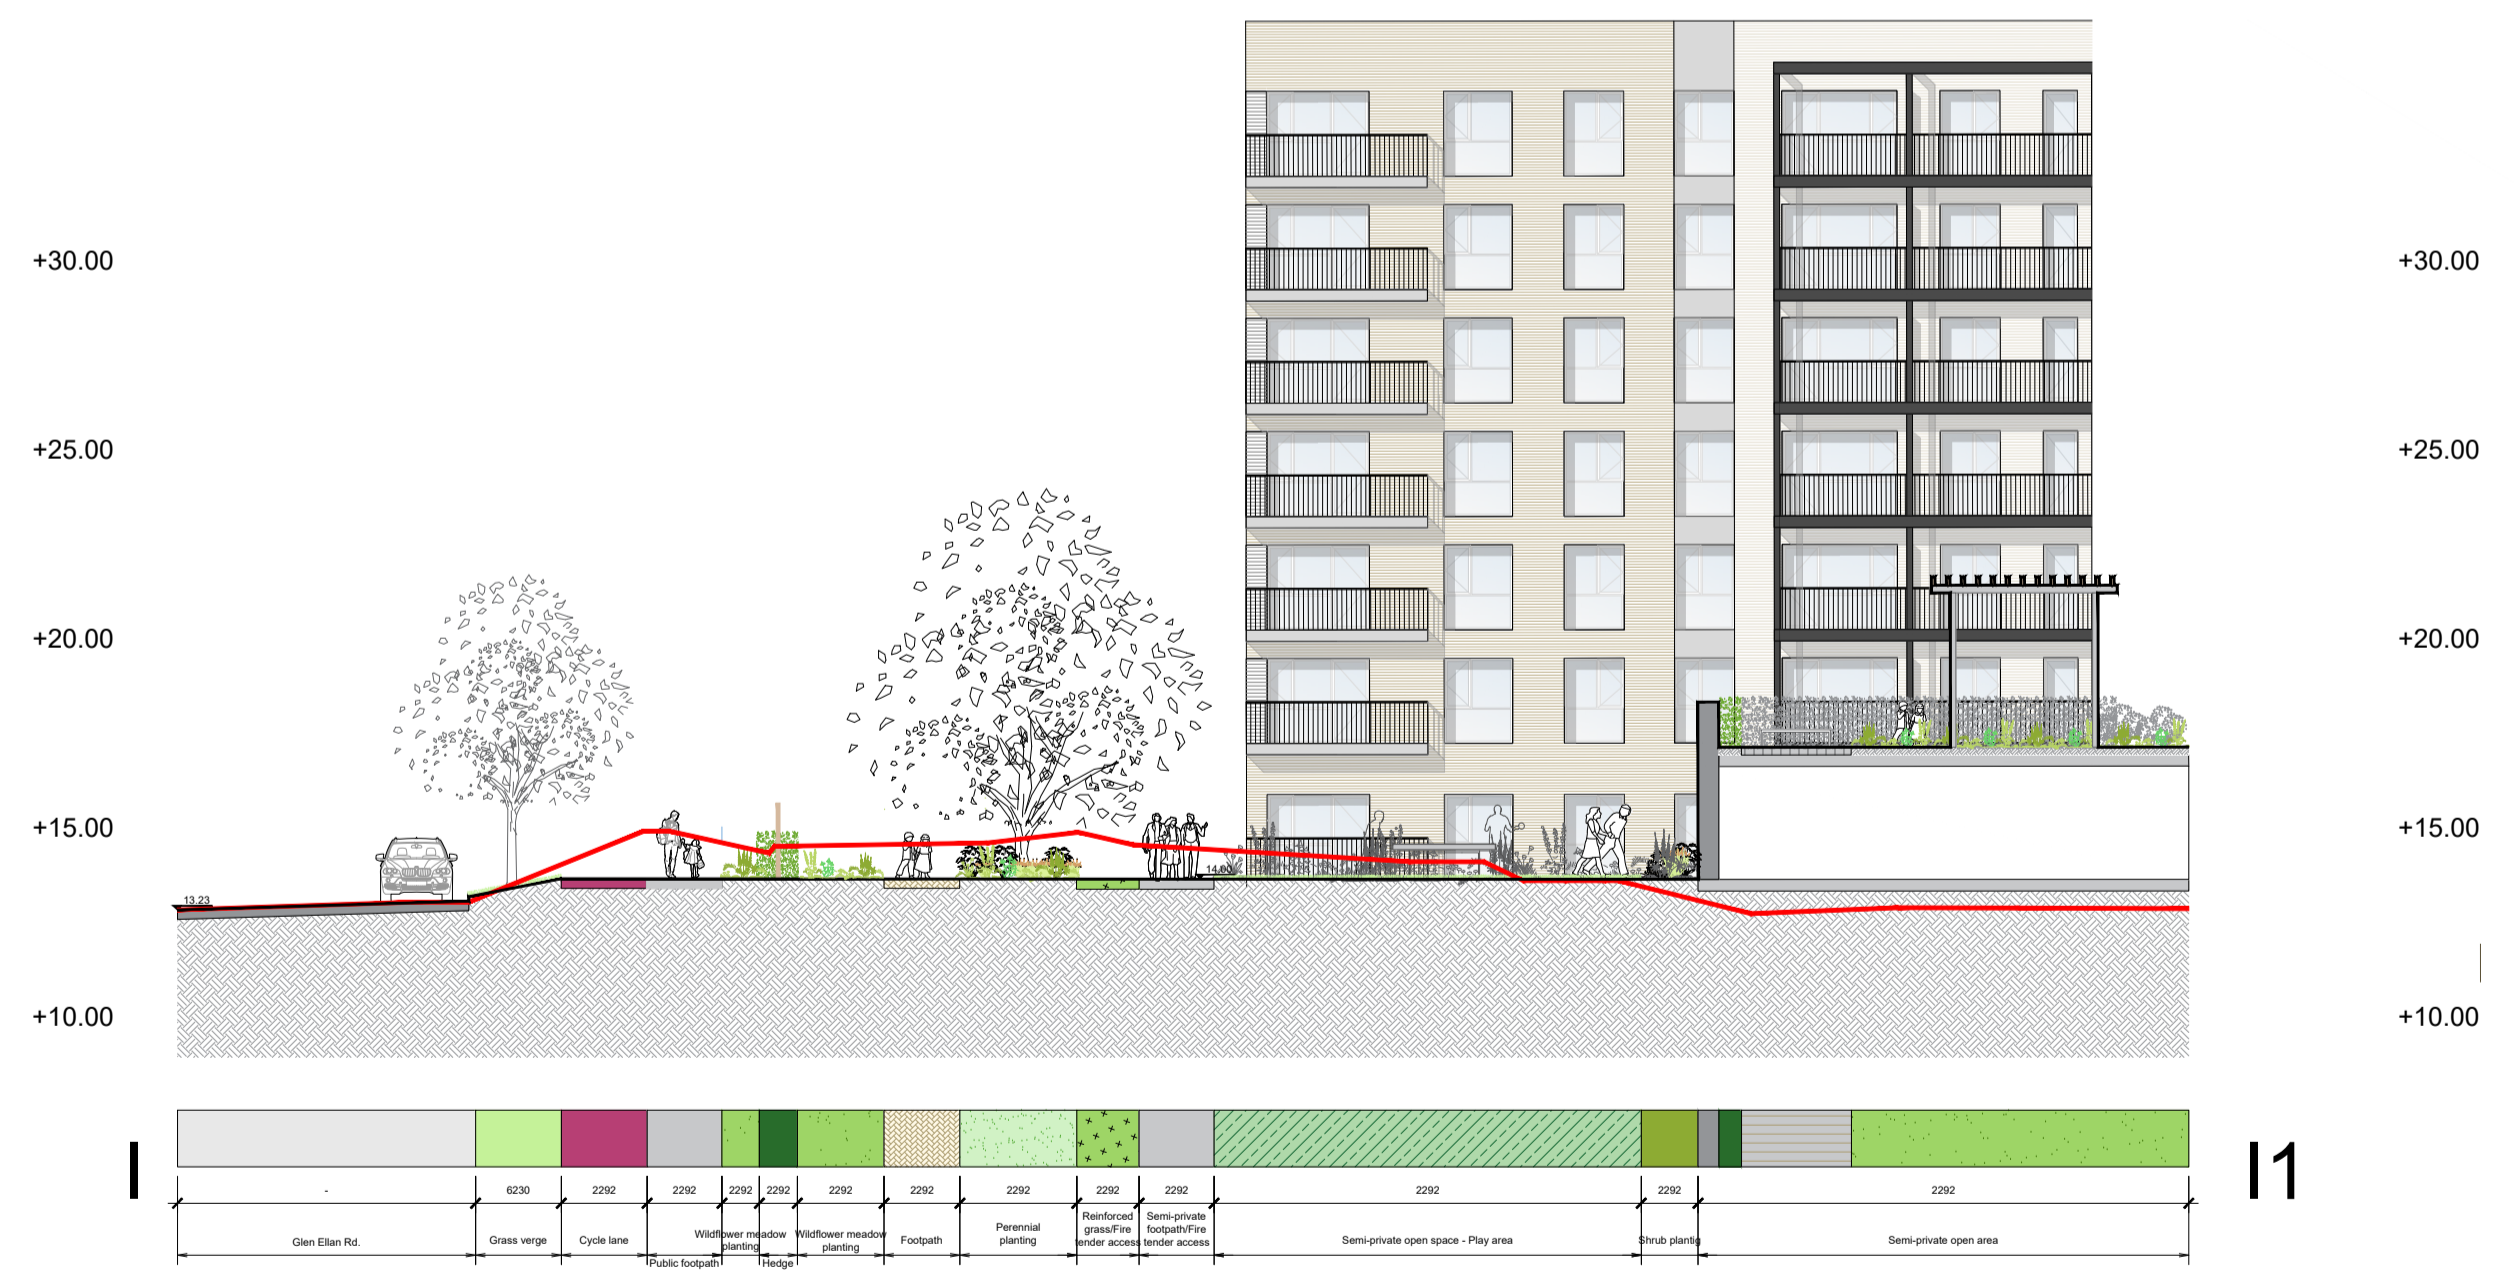 +30.00 +30.00
+25.00 +25.00
+20.00 +20.00
+15.00 +15.00
14.00
13.23
+10.00 +10.00
I I1
- 6230 2292 2292 2292 2292 2292 2292 2292 2292 2292 2292 2292 2292
Glen Ellan Rd.
Grass verge
Cycle lane
Public footpath
Wildflower meadow
planting
Hedge
Wildflower meadow
planting
Footpath
Perennial
planting
Reinforced
grass/Fire
tender access
Semi-private
footpath/Fire
tender access
Semi-private open space - Play area
Shrub plantig
Semi-private open area